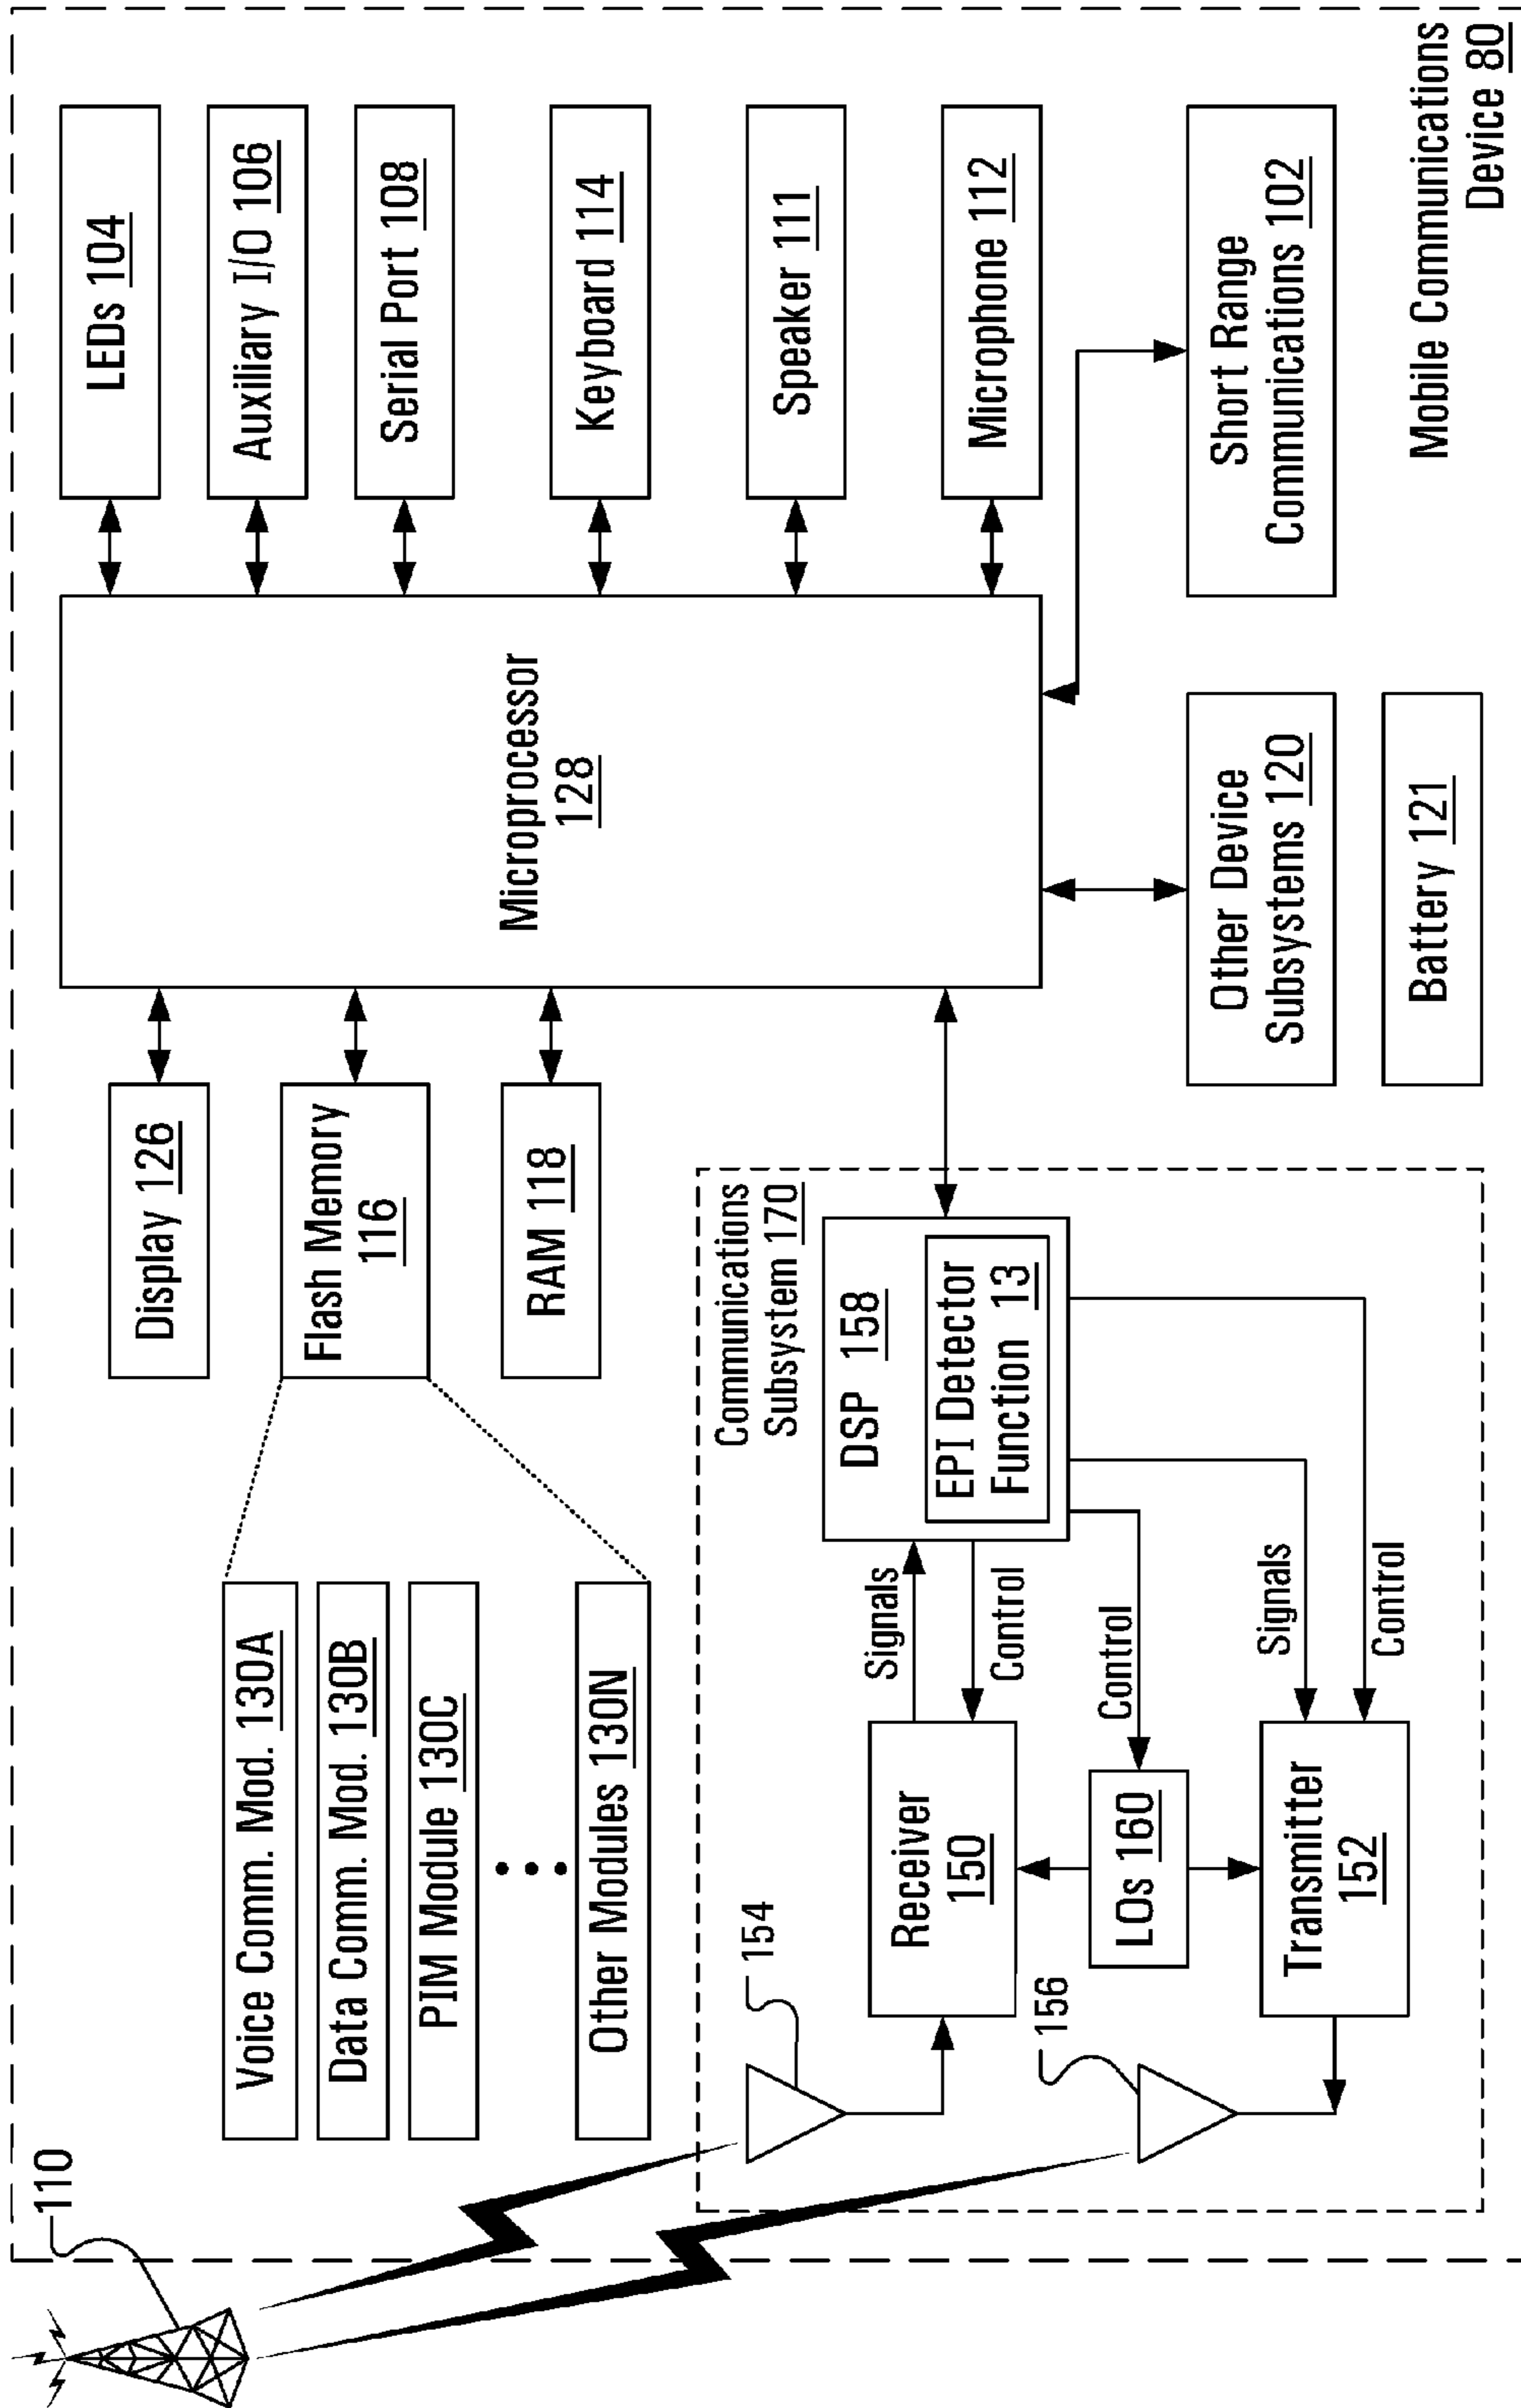 110
Voice Comm. Mod. 130A
Data Comm. Mod. 130B
PIM Module 130C
Other Modules 130N
Display 126
Flash Memory
116
RAM 118
Microprocessor
128
LEDs 104
Auxiliary I/O 106
Serial Port 108
Keyboard 114
Speaker 111
Microphone 112
Communications
Subsystem 170
154
156
Receiver
150
Signals
Control
DSP 158
EPI Detector
Function 13
LOs 160
Control
Transmitter
152
Signals
Control
Other Device
Subsystems 120
Battery 121
Short Range
Communications 102
Mobile Communications
Device 80